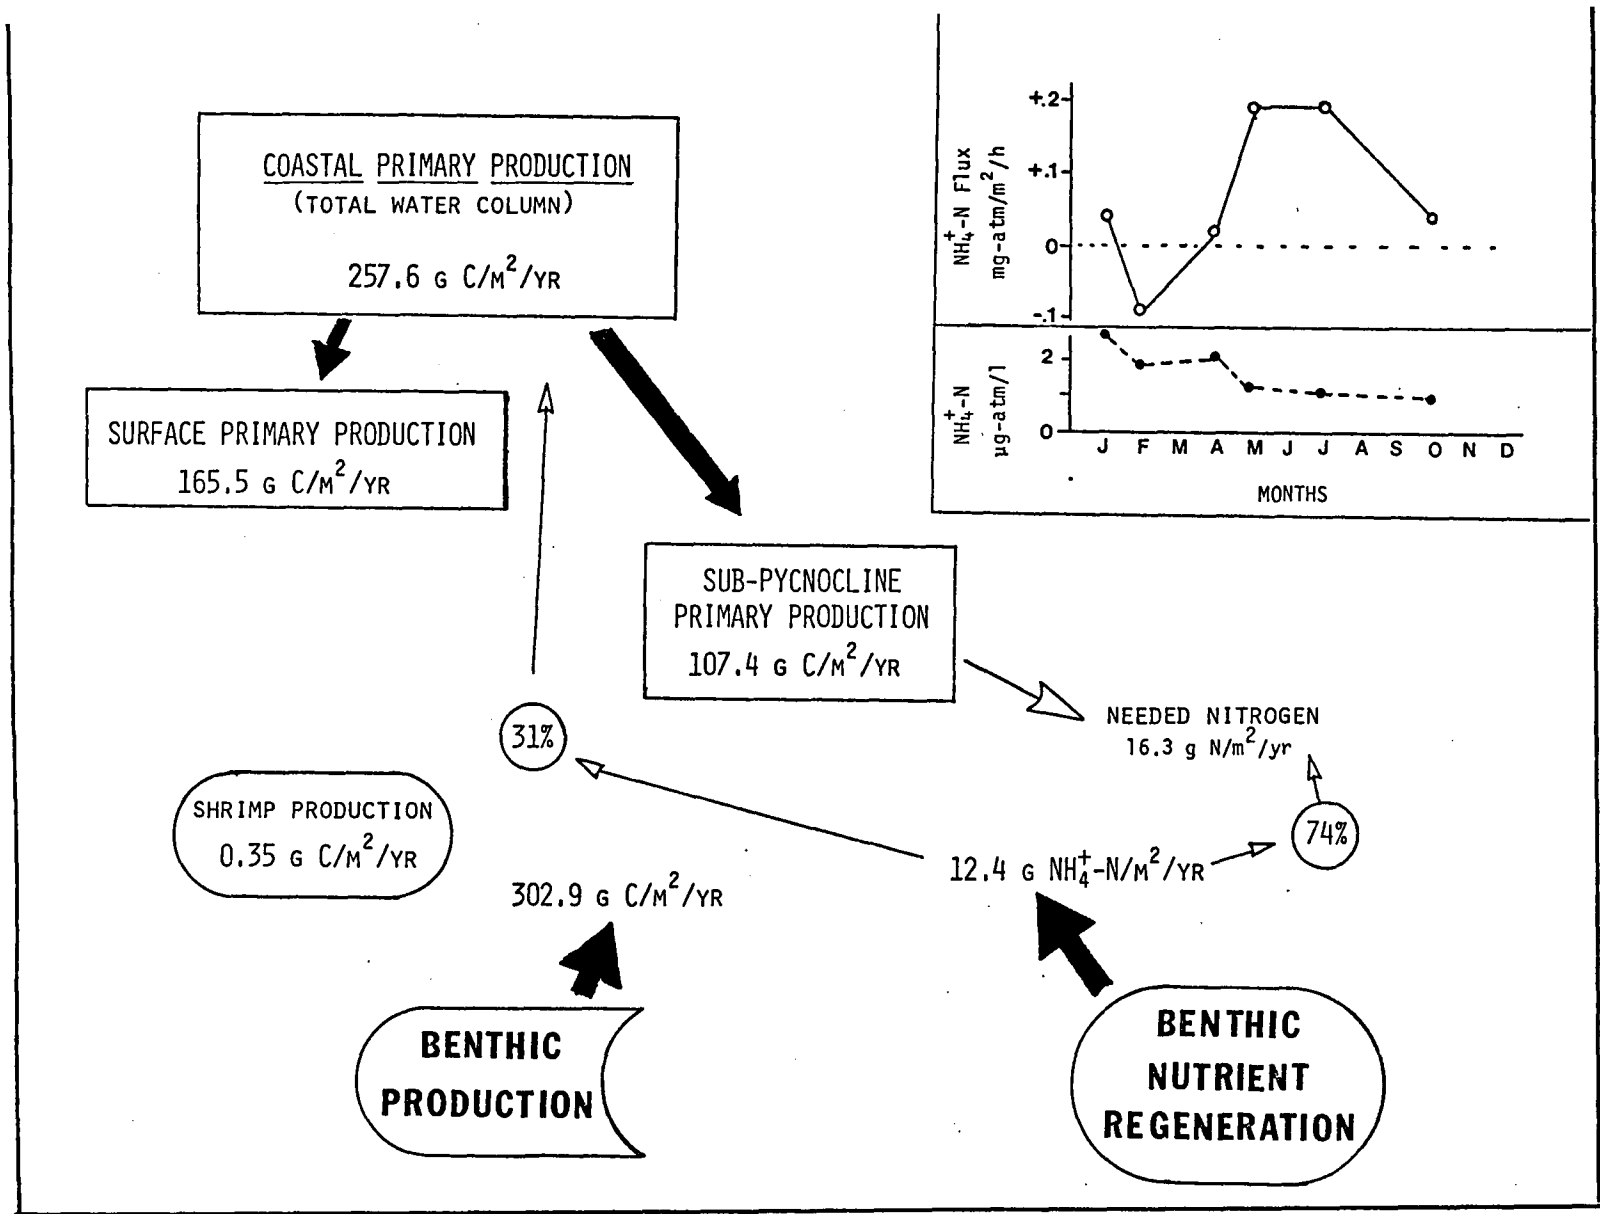 COASTAL PRIMARY PRODUCTION
(TOTAL WATER COLUMN)
257.6 G C/M²/YR
SURFACE PRIMARY PRODUCTION
165.5 G C/M²/YR
SUB-PYCNOCLINE
PRIMARY PRODUCTION
107.4 G C/M²/YR
NH₄⁺-N Flux
mg-atm/m²/h
+.2
+.1
0
-.1
NH₄⁺-N
µg-atm/l
2
0
J F M A M J J A S O N D
MONTHS
NEEDED NITROGEN
16.3 g N/m²/yr
31%
74%
SHRIMP PRODUCTION
0.35 G C/M²/YR
302.9 G C/M²/YR
12.4 G NH₄⁺-N/M²/YR
BENTHIC
PRODUCTION
BENTHIC
NUTRIENT
REGENERATION